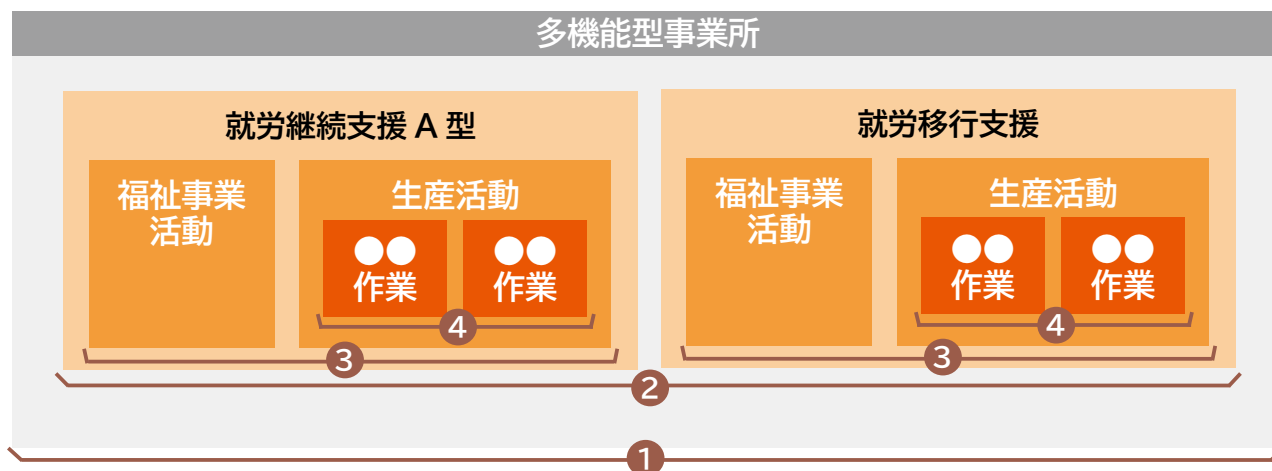 多機能型事業所
就労継続支援 A 型
福祉事業
活動
生産活動
●●
作業
●●
作業
4
3
就労移行支援
福祉事業
活動
生産活動
●●
作業
●●
作業
4
3
2
1